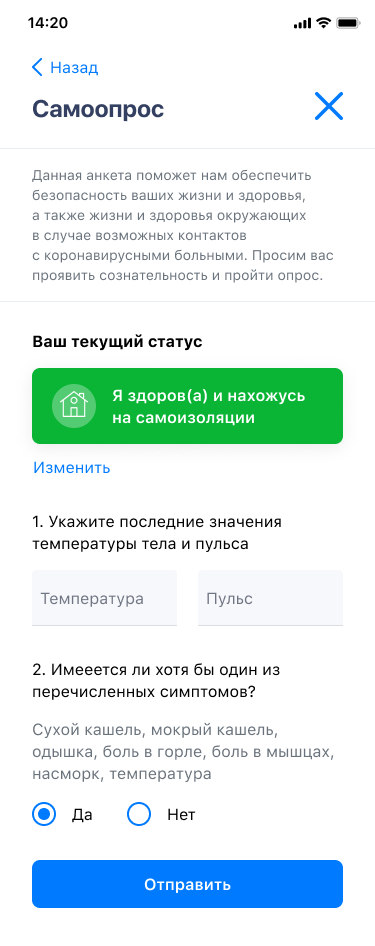 14:20
Назад
Самоопрос
Данная анкета поможет нам обеспечить
безопасность ваших жизни и здоровья,
а также жизни и здоровья окружающих
в случае возможных контактов
с коронавирусными больными. Просим вас
проявить сознательность и пройти опрос.
Ваш текущий статус
Я здоров(а) и нахожусь
на самоизоляции
Изменить
1. Укажите последние значения
температуры тела и пульса
Температура Пульс
2. Имееется ли хотя бы один из
перечисленных симптомов?
Сухой кашель, мокрый кашель,
одышка, боль в горле, боль в мышцах,
насморк, температура
Да Нет
Отправить